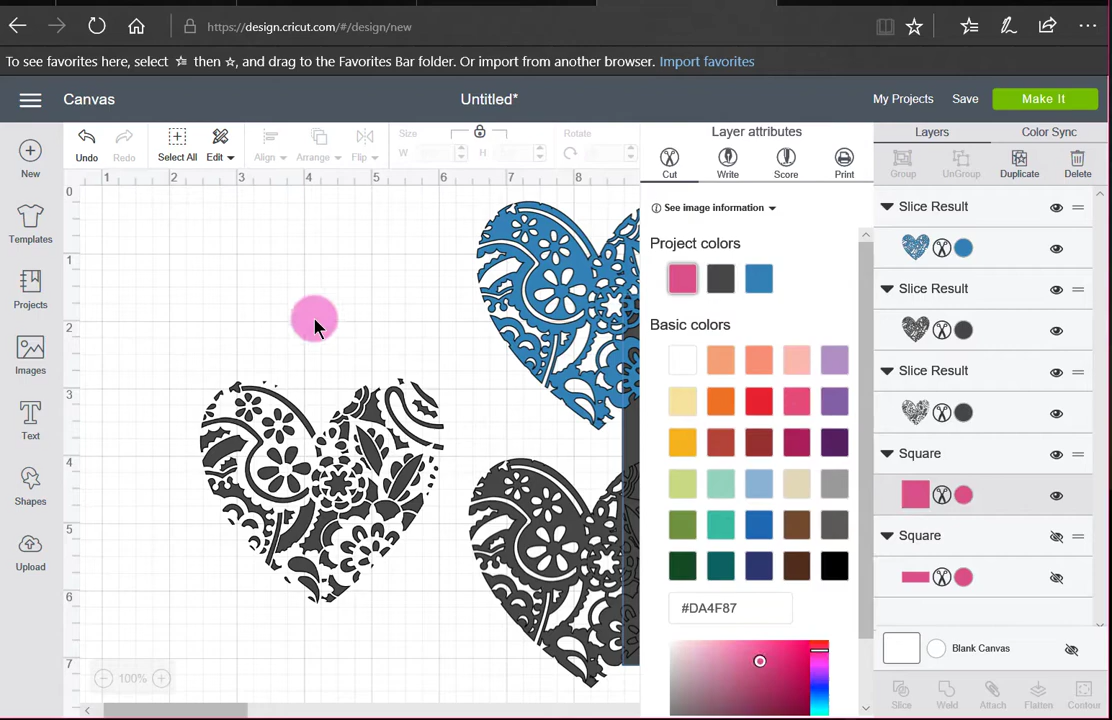 https://design.cricut.com/#/design/new
To see favorites here, select then , and drag to the Favorites Bar folder. Or import from another browser. Import favorites
Canvas
Untitled*
My Projects
Save
Make It
New
Templates
Projects
Images
Text
Shapes
Upload
Undo
Redo
Select All
Edit
Align
Arrange
Flip
Size
W
H
Rotate
1 2 3 4 5 6 7 8
0
1
2
3
4
5
6
7
100%
Layer attributes
Cut
Write
Score
Print
See image information
Project colors
Basic colors
#DA4F87
Layers
Color Sync
Group
UnGroup
Duplicate
Delete
Slice Result
Slice Result
Slice Result
Square
Square
Blank Canvas
Slice
Weld
Attach
Flatten
Contour